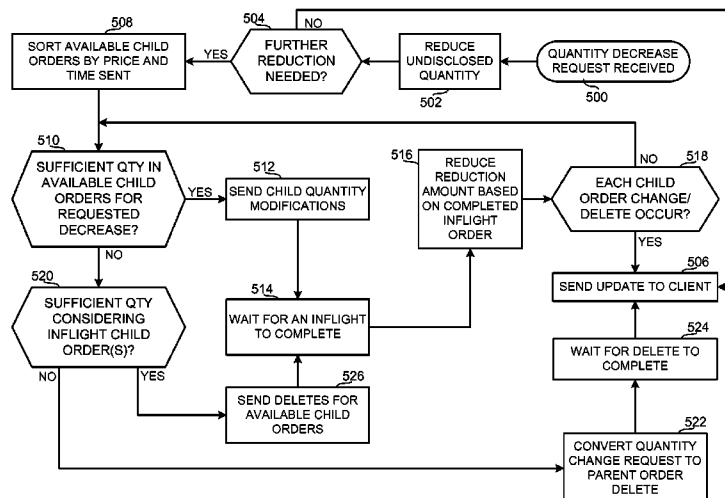 508
SORT AVAILABLE CHILD
ORDERS BY PRICE AND
TIME SENT
YES
504
NO
FURTHER
REDUCTION
NEEDED?
REDUCE
UNDISCLOSED
QUANTITY
502
QUANTITY DECREASE
REQUEST RECEIVED
500
510
SUFFICIENT QTY IN
AVAILABLE CHILD
ORDERS FOR
REQUESTED
DECREASE?
YES
NO
512
SEND CHILD QUANTITY
MODIFICATIONS
516
REDUCE
REDUCTION
AMOUNT BASED
ON COMPLETED
INFLIGHT
ORDER
NO
518
EACH CHILD
ORDER CHANGE/
DELETE OCCUR?
YES
506
SEND UPDATE TO CLIENT
520
SUFFICIENT QTY
CONSIDERING
INFLIGHT CHILD
ORDER(S)?
NO
YES
514
WAIT FOR AN INFLIGHT
TO COMPLETE
524
WAIT FOR DELETE TO
COMPLETE
526
SEND DELETES FOR
AVAILABLE CHILD
ORDERS
522
CONVERT QUANTITY
CHANGE REQUEST TO
PARENT ORDER
DELETE